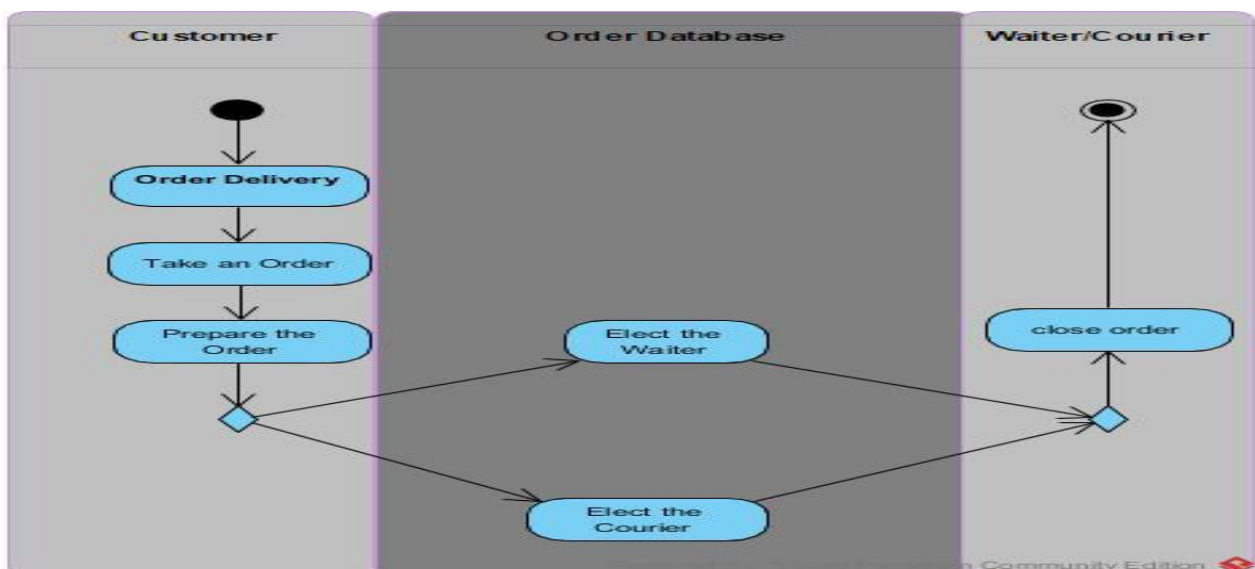 Customer
Order Database
Waiter/Courier
Order Delivery
Take an Order
Prepare the
Order
Elect the
Waiter
close order
Elect the
Courier
Community Edition